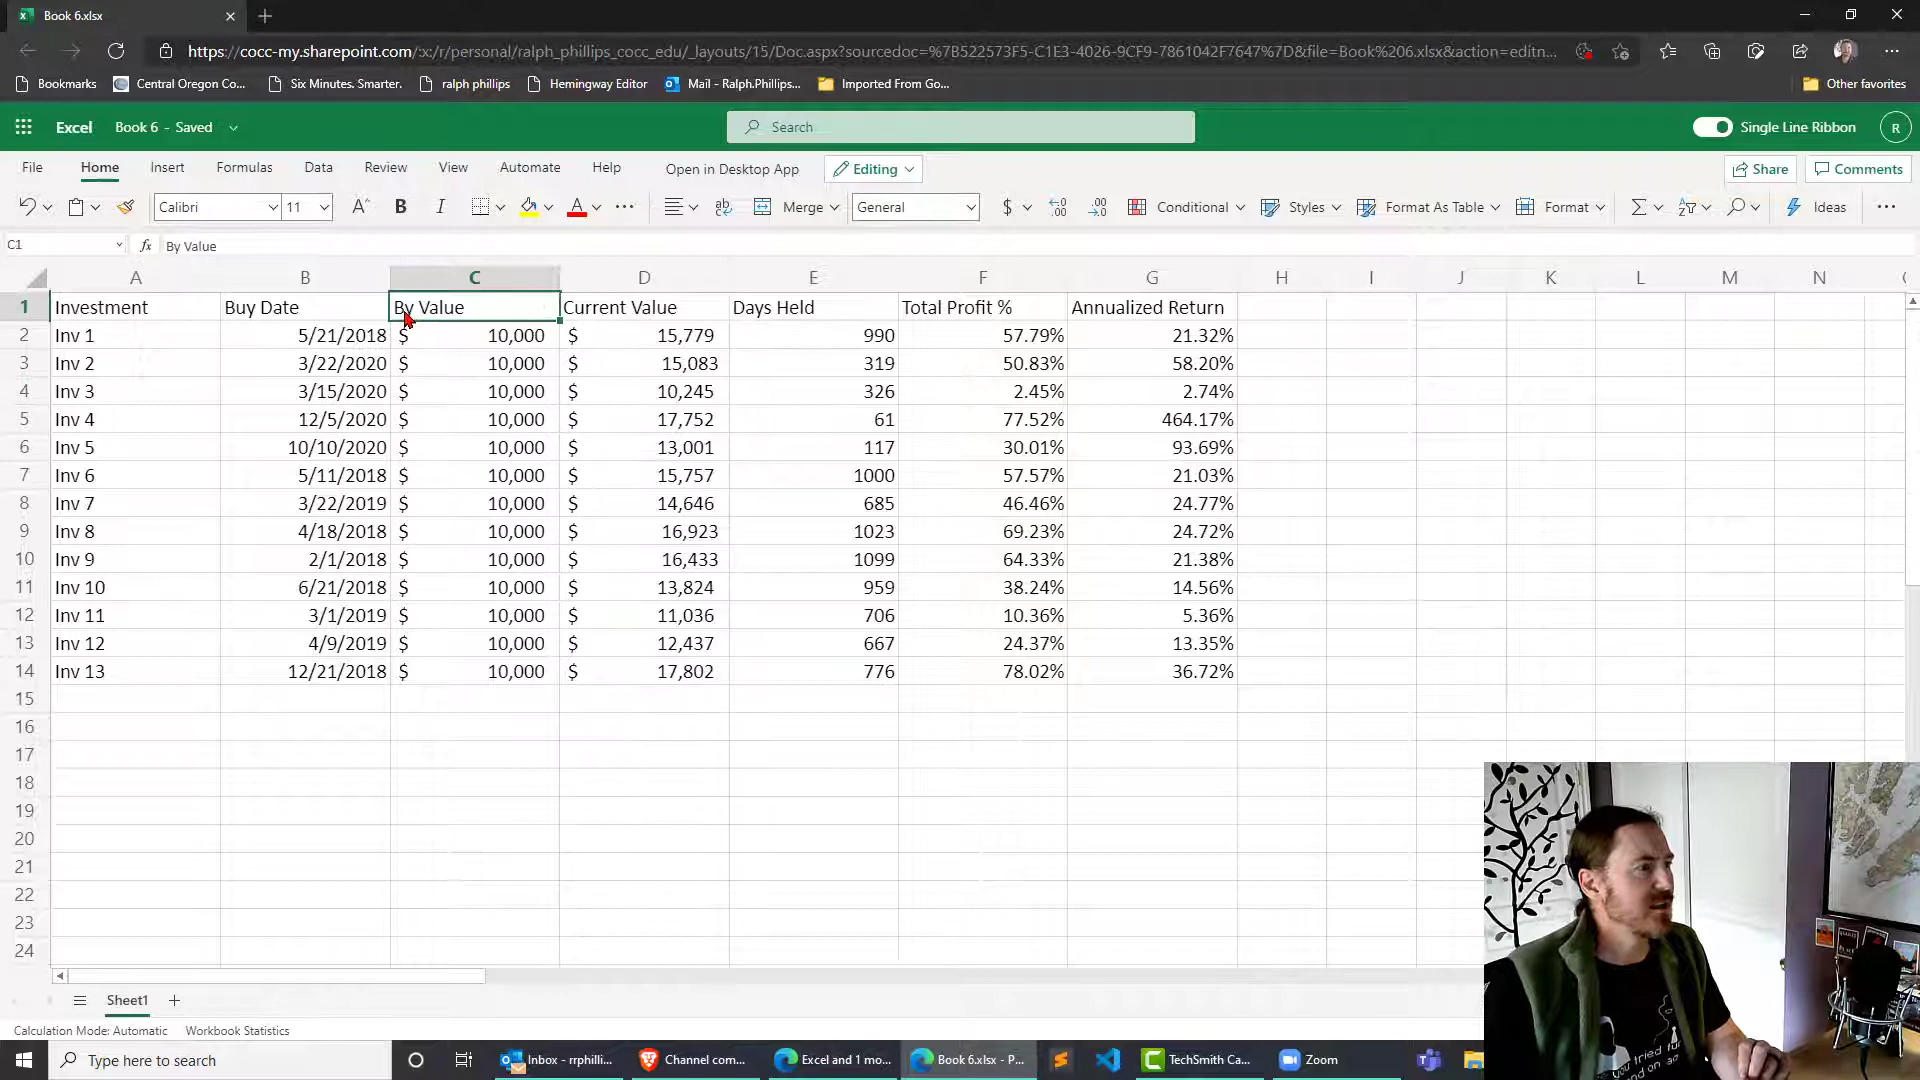 Book 6.xlsx
https://cocc-my.sharepoint.com/:x:/r/personal/ralph_phillips_cocc_edu/_layouts/15/Doc.aspx?sourcedoc=%7B522573F5-C1E3-4026-9CF9-7861042F7647%7D&file=Book%206.xlsx&action=editn...
Bookmarks Central Oregon Co... Six Minutes. Smarter. ralph phillips Hemingway Editor Mail - Ralph.Phillips... Imported From Go... Other favorites
Excel Book 6 - Saved Search Single Line Ribbon R
File Home Insert Formulas Data Review View Automate Help Open in Desktop App Editing Share Comments
Calibri 11 A B I A ab Merge General $ .00 .00 Conditional Styles Format As Table Format Σ Ideas
C1 fx By Value
A B C D E F G H I J K L M N
1 Investment Buy Date By Value Current Value Days Held Total Profit % Annualized Return
2 Inv 1 5/21/2018 $ 10,000 $ 15,779 990 57.79% 21.32%
3 Inv 2 3/22/2020 $ 10,000 $ 15,083 319 50.83% 58.20%
4 Inv 3 3/15/2020 $ 10,000 $ 10,245 326 2.45% 2.74%
5 Inv 4 12/5/2020 $ 10,000 $ 17,752 61 77.52% 464.17%
6 Inv 5 10/10/2020 $ 10,000 $ 13,001 117 30.01% 93.69%
7 Inv 6 5/11/2018 $ 10,000 $ 15,757 1000 57.57% 21.03%
8 Inv 7 3/22/2019 $ 10,000 $ 14,646 685 46.46% 24.77%
9 Inv 8 4/18/2018 $ 10,000 $ 16,923 1023 69.23% 24.72%
10 Inv 9 2/1/2018 $ 10,000 $ 16,433 1099 64.33% 21.38%
11 Inv 10 6/21/2018 $ 10,000 $ 13,824 959 38.24% 14.56%
12 Inv 11 3/1/2019 $ 10,000 $ 11,036 706 10.36% 5.36%
13 Inv 12 4/9/2019 $ 10,000 $ 12,437 667 24.37% 13.35%
14 Inv 13 12/21/2018 $ 10,000 $ 17,802 776 78.02% 36.72%
15
16
17
18
19
20
21
22
23
24
Sheet1
Calculation Mode: Automatic Workbook Statistics
Type here to search Inbox - rrphilli... Channel com... Excel and 1 mo... Book 6.xlsx - P... TechSmith Ca... Zoom